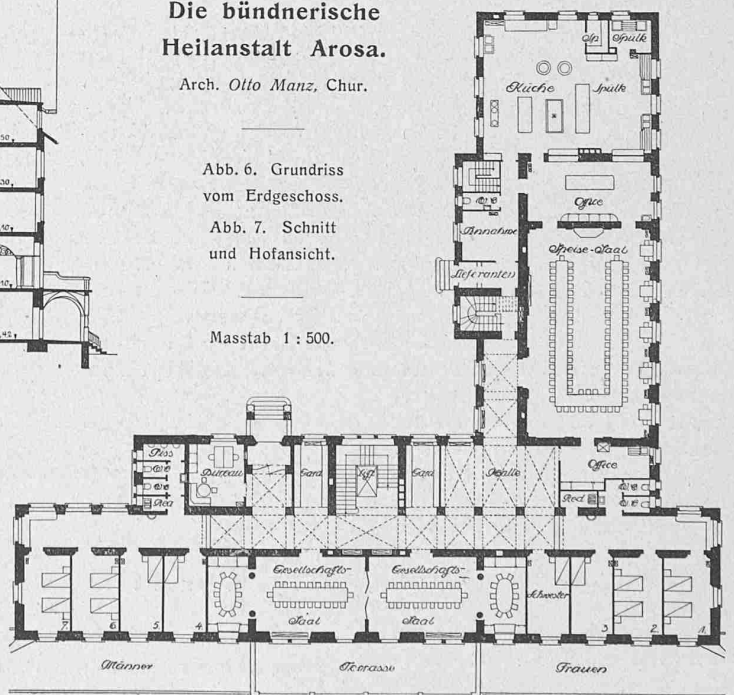 Die bündnerische
Heilanstalt Arosa.
Arch. Otto Manz, Chur.
Abb. 6. Grundriss
vom Erdgeschoss.
Abb. 7. Schnitt
und Hofansicht.
Masstab 1 : 500.
Sp. Spülk
Küche Spülk
Office
Annahme
Speise-Saal
Lieferanten
Piss
Bureau
Gard
Lift
Gard
Halle
Office
Gesellschafts-
Saal
Gesellschafts-
Saal
Schwester
7. 6. 5. 4. 3. 2. 1.
Männer Terrasse Frauen